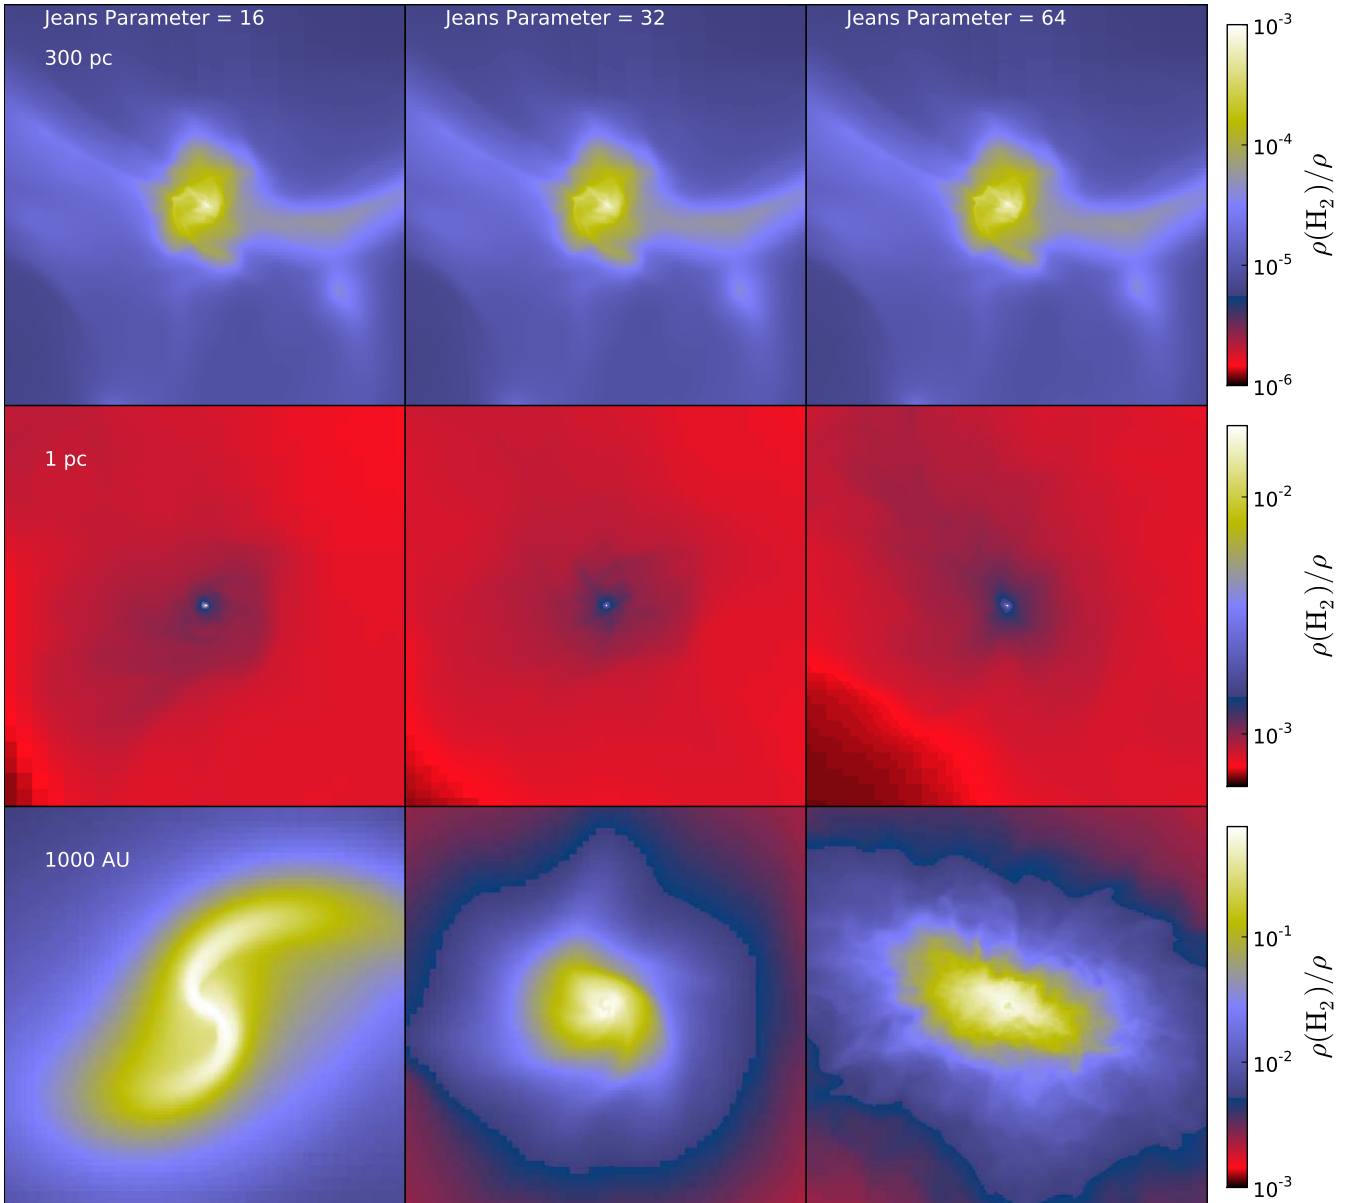 Jeans Parameter = 16
Jeans Parameter = 32
Jeans Parameter = 64
300 pc
10⁻³
10⁻⁴
10⁻⁵
10⁻⁶
ρ(H₂)/ρ
1 pc
10⁻²
10⁻³
ρ(H₂)/ρ
1000 AU
10⁻¹
10⁻²
10⁻³
ρ(H₂)/ρ